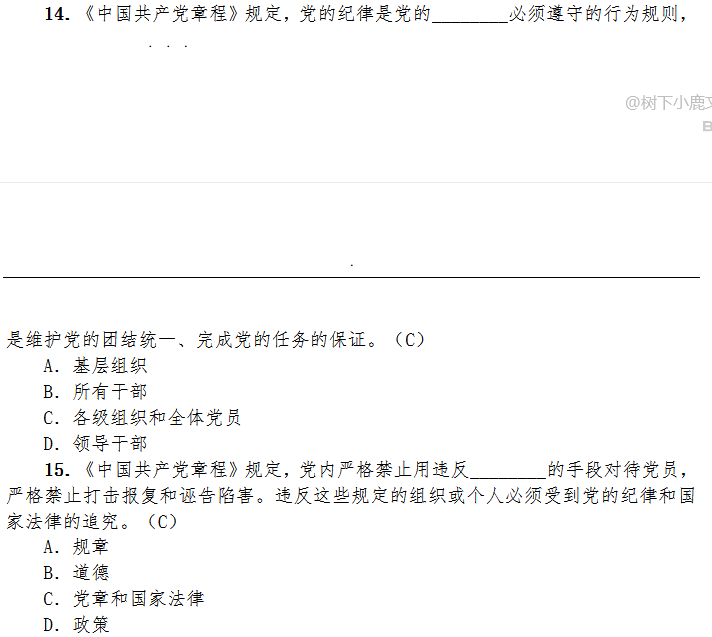 14．《中国共产党章程》规定，党的纪律是党的________必须遵守的行为规则，
@树下小鹿
是维护党的团结统一、完成党的任务的保证。（C）
A．基层组织
B．所有干部
C．各级组织和全体党员
D．领导干部
15．《中国共产党章程》规定，党内严格禁止用违反________的手段对待党员，
严格禁止打击报复和诬告陷害。违反这些规定的组织或个人必须受到党的纪律和国
家法律的追究。（C）
A．规章
B．道德
C．党章和国家法律
D．政策